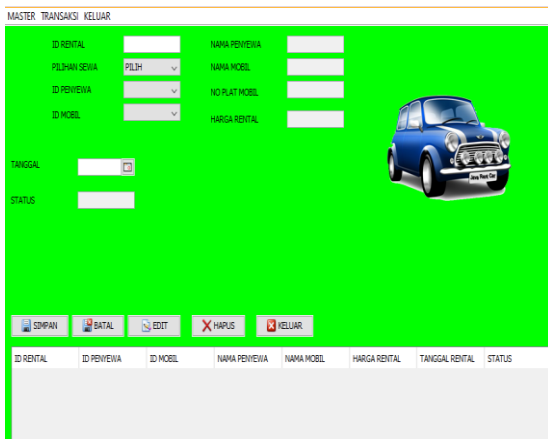 MASTER TRANSAKSI KELUAR
ID RENTAL NAMA PENYEWA
PILIHAN SEWA PILIH NAMA MOBIL
ID PENYEWA NO PLAT MOBIL
ID MOBIL HARGA RENTAL
TANGGAL
STATUS
SIMPAN BATAL EDIT HAPUS KELUAR
ID RENTAL ID PENYEWA ID MOBIL NAMA PENYEWA NAMA MOBIL HARGA RENTAL TANGGAL RENTAL STATUS